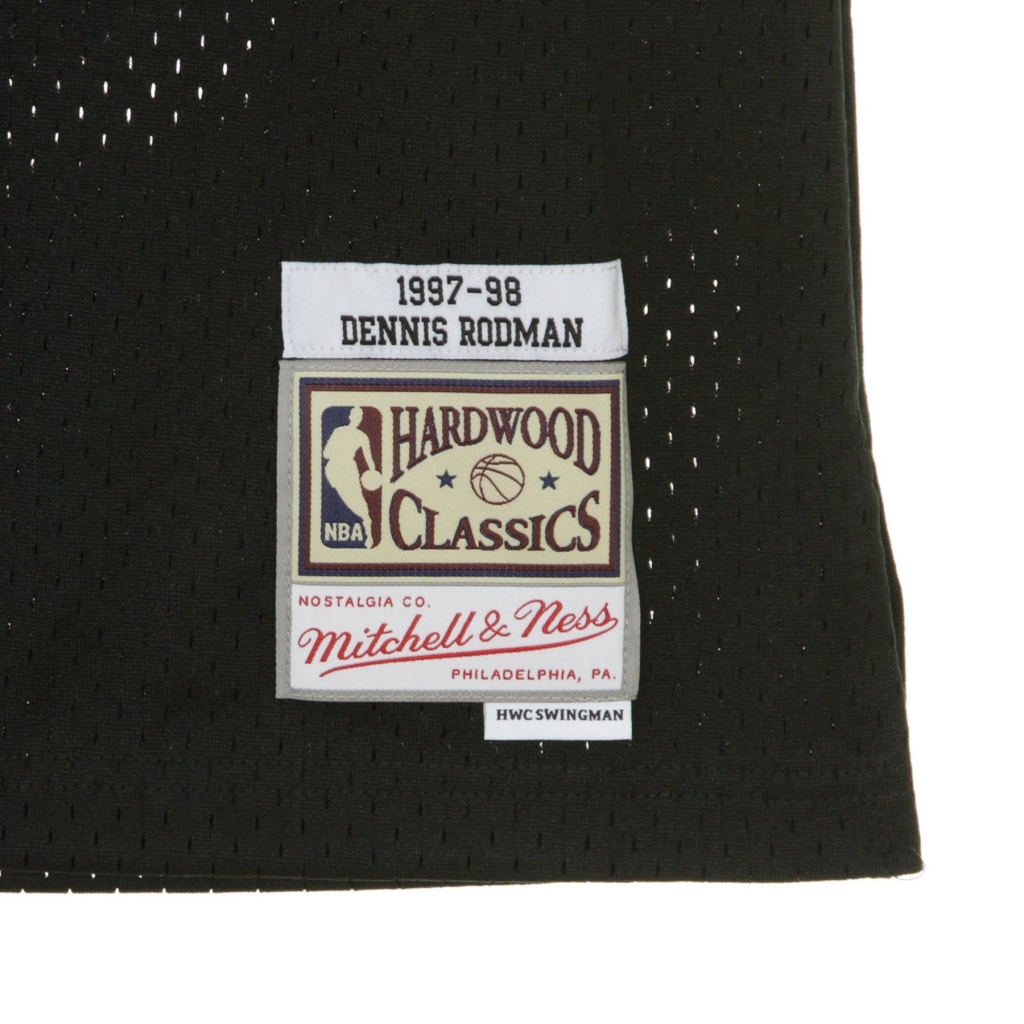 1997-98
DENNIS RODMAN
HARDWOOD
CLASSICS
NBA
NOSTALGIA CO.
Mitchell & Ness
PHILADELPHIA, PA.
HWC SWINGMAN